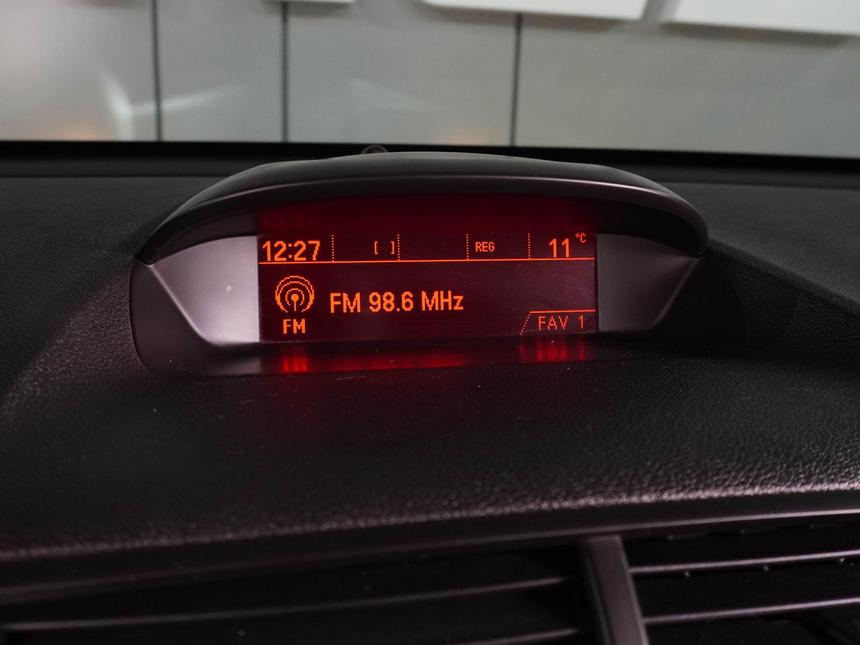 12:27 [ ] REG 11 °C
FM 98.6 MHz
FM
FAV 1